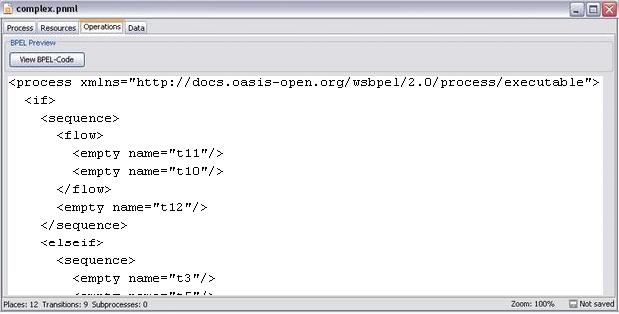 complex.pnml
Process Resources Operations Data
BPEL Preview
View BPEL-Code
<process xmlns="http://docs.oasis-open.org/wsbpel/2.0/process/executable">
<if>
<sequence>
<flow>
<empty name="t11"/>
<empty name="t10"/>
</flow>
<empty name="t12"/>
</sequence>
<elseif>
<sequence>
<empty name="t3"/>
Places: 12 Transitions: 9 Subprocesses: 0 Zoom: 100% Not saved